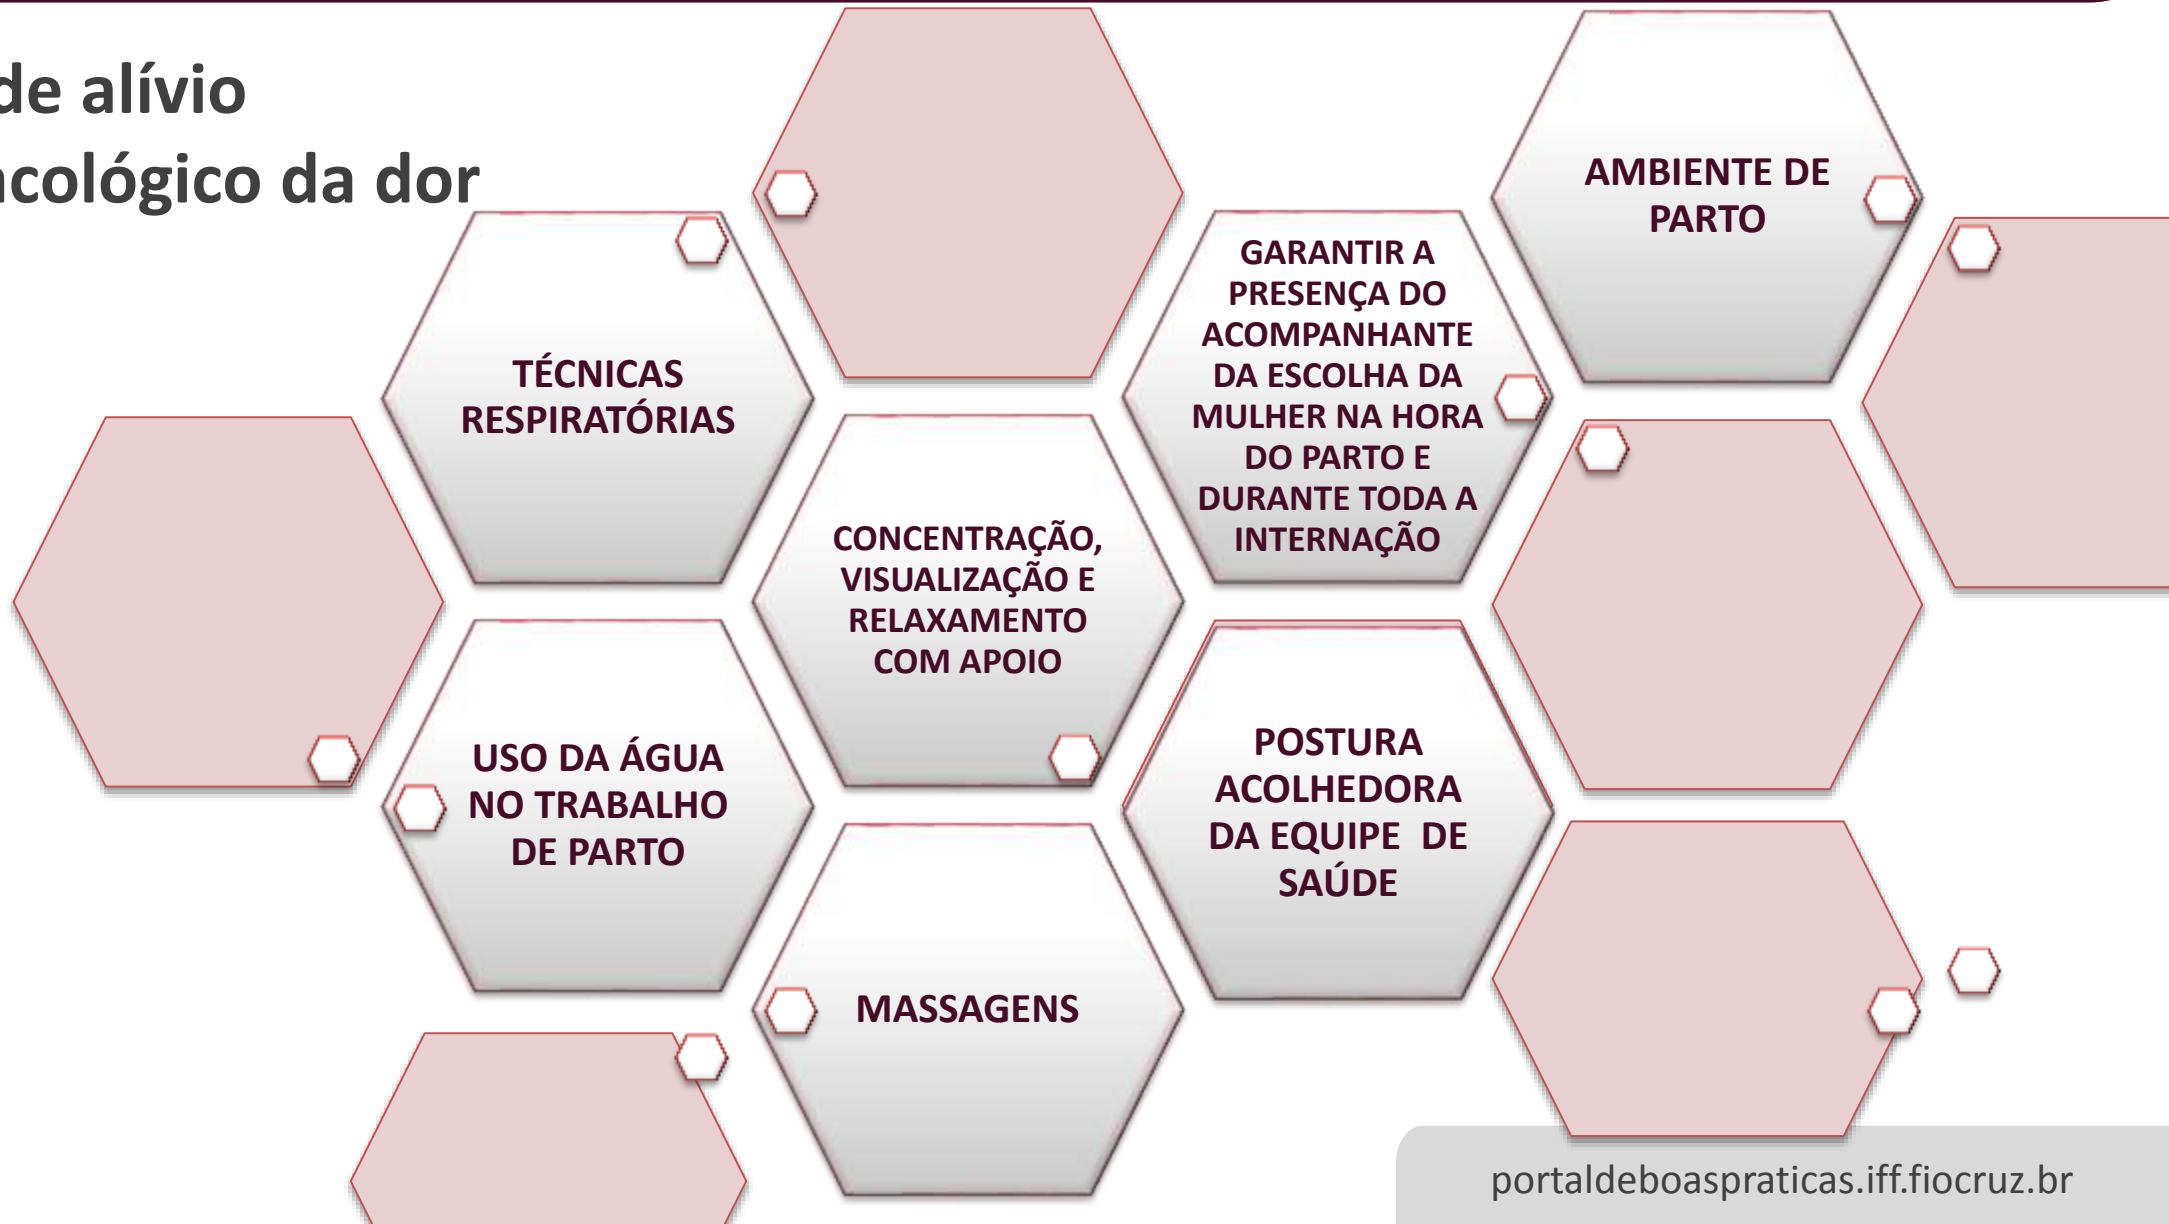 de alívio
acológico da dor
AMBIENTE DE
PARTO
GARANTIR A
PRESENÇA DO
ACOMPANHANTE
DA ESCOLHA DA
MULHER NA HORA
DO PARTO E
DURANTE TODA A
INTERNAÇÃO
TÉCNICAS
RESPIRATÓRIAS
CONCENTRAÇÃO,
VISUALIZAÇÃO E
RELAXAMENTO
COM APOIO
USO DA ÁGUA
NO TRABALHO
DE PARTO
POSTURA
ACOLHEDORA
DA EQUIPE  DE
SAÚDE
MASSAGENS
portaldeboaspraticas.iff.fiocruz.br